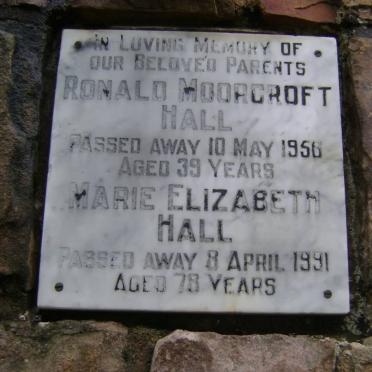 In Loving Memory of
our Beloved Parents
Ronald Moorcroft
Hall
Passed away 10 May 1956
Aged 39 Years
Marie Elizabeth
Hall
Passed away 8 April 1991
Aged 78 Years